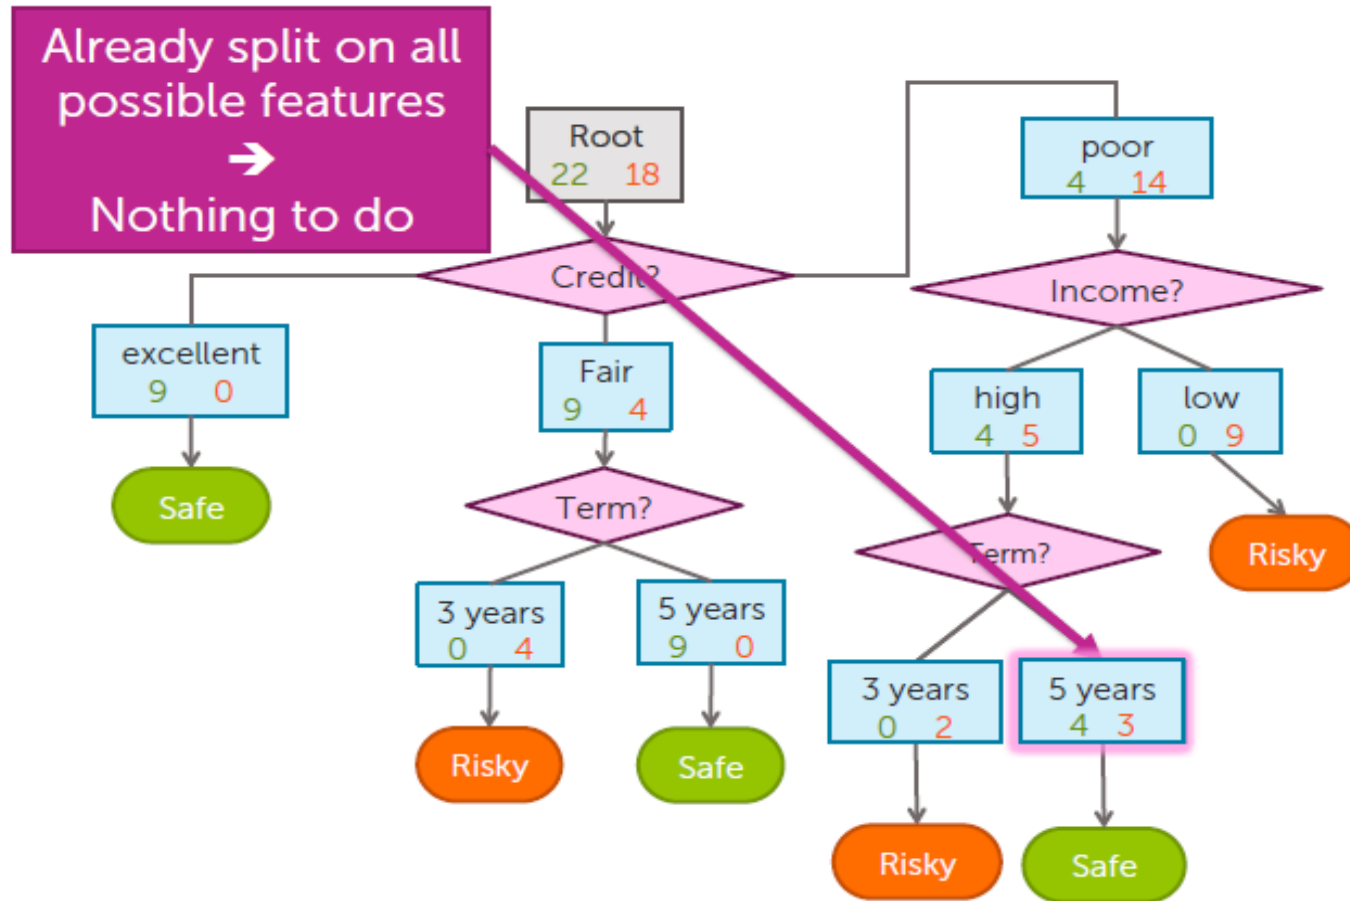 Already split on all
possible features
➔
Nothing to do
Root
22 18
poor
4 14
Credit?
Income?
excellent
9 0
Fair
9 4
high
4 5
low
0 9
Safe
Term?
Term?
Risky
3 years
0 4
5 years
9 0
3 years
0 2
5 years
4 3
Risky
Safe
Risky
Safe